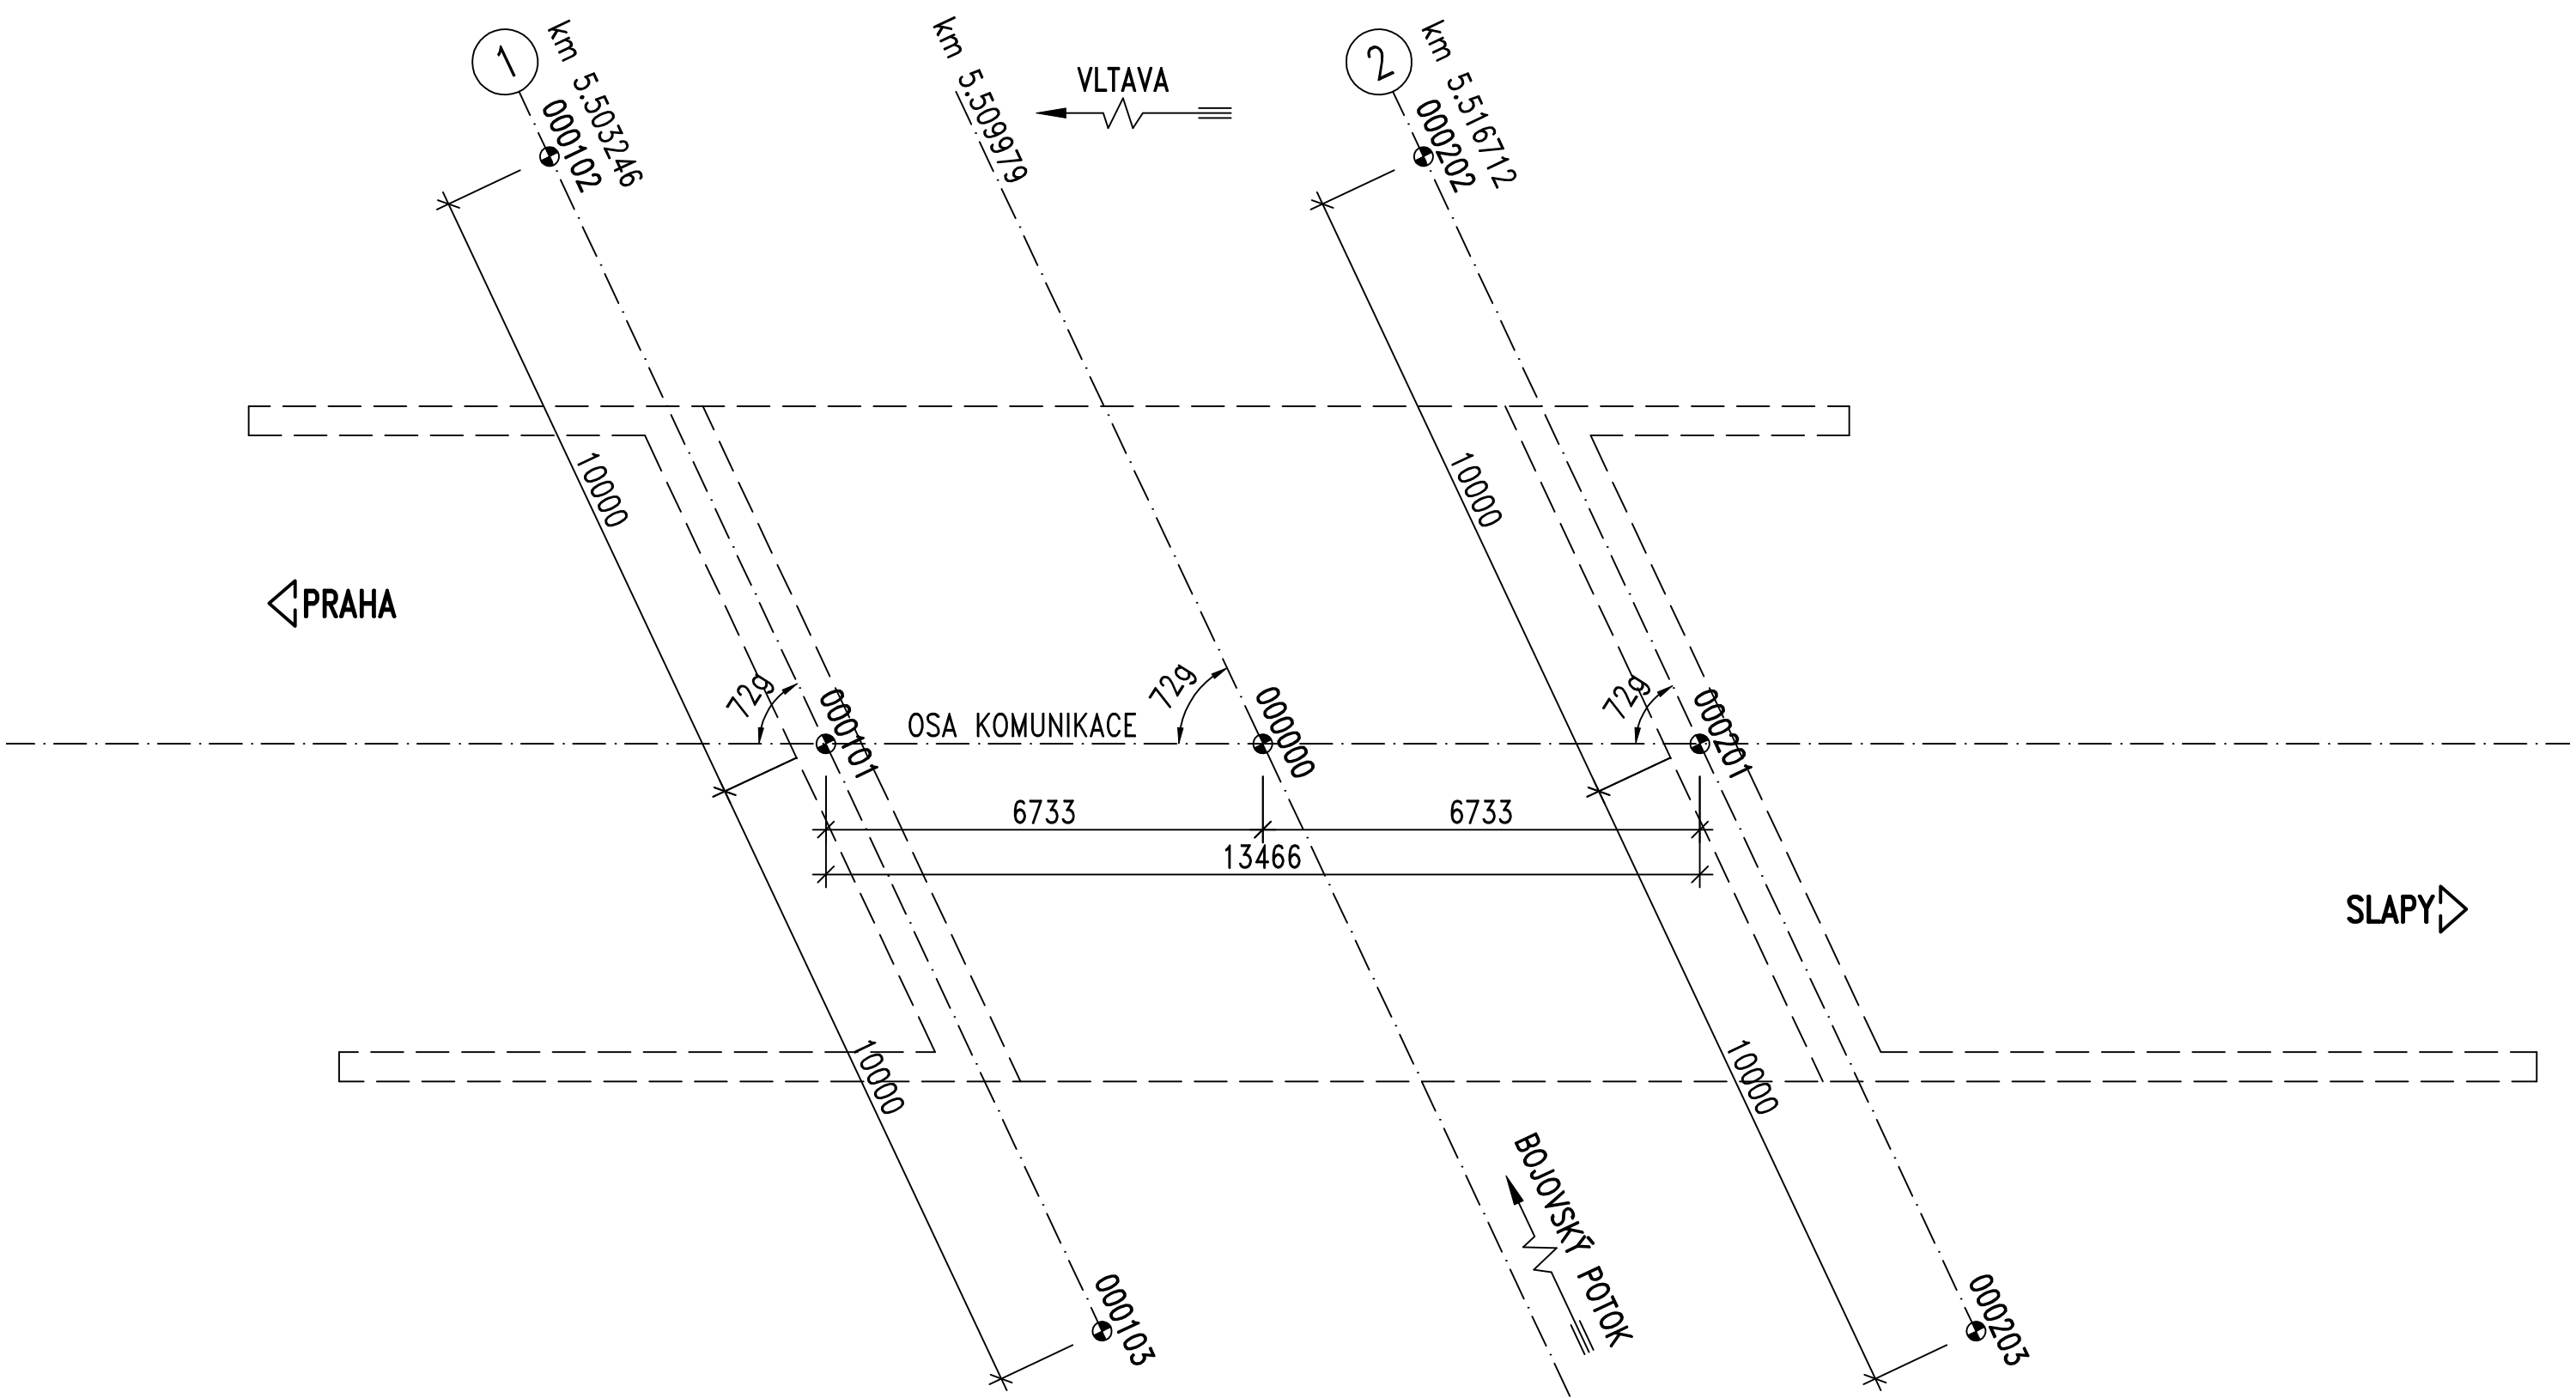 1
km 5.503246
000102
km 5.509979
VLTAVA
2
km 5.516712
000202
10000
10000
PRAHA
72g
000101
OSA KOMUNIKACE
72g
000000
72g
000201
6733
6733
13466
SLAPY
10000
10000
BOJOVSKÝ POTOK
000103
000203